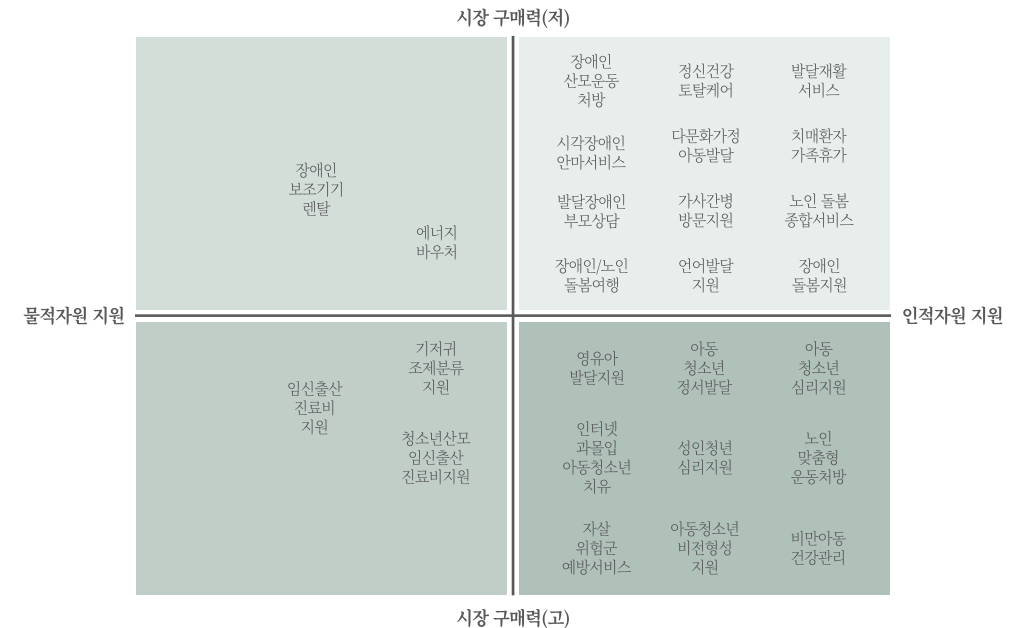 시장 구매력(저)
장애인
보조기기
렌탈
에너지
바우처
장애인
산모운동
처방
정신건강
토탈케어
발달재활
서비스
시각장애인
안마서비스
다문화가정
아동발달
치매환자
가족휴가
발달장애인
부모상담
가사간병
방문지원
노인 돌봄
종합서비스
장애인/노인
돌봄여행
언어발달
지원
장애인
돌봄지원
물적자원 지원
인적자원 지원
임신출산
진료비
지원
기저귀
조제분류
지원
청소년산모
임신출산
진료비지원
영유아
발달지원
아동
청소년
정서발달
아동
청소년
심리지원
인터넷
과몰입
아동청소년
치유
성인청년
심리지원
노인
맞춤형
운동처방
자살
위험군
예방서비스
아동청소년
비전형성
지원
비만아동
건강관리
시장 구매력(고)